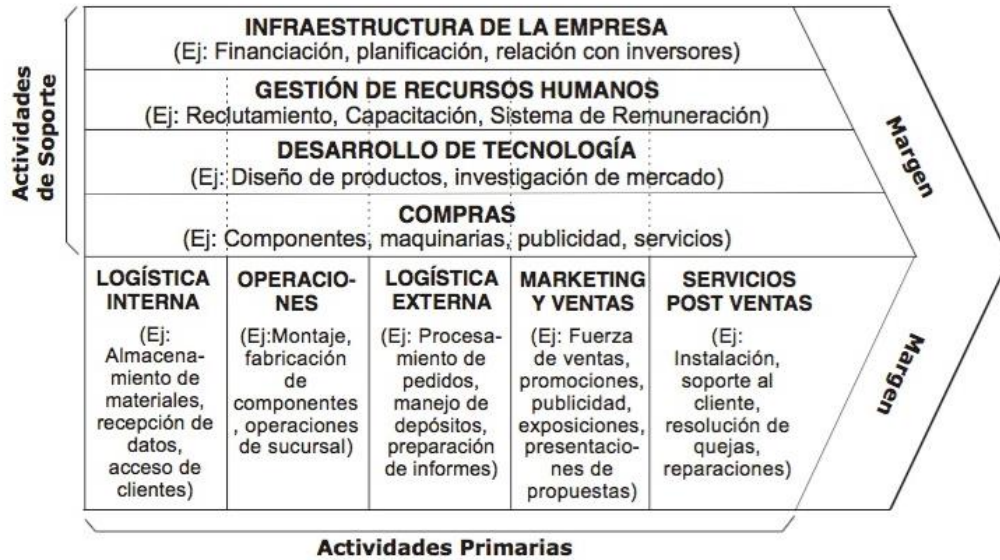 Actividades
de Soporte
INFRAESTRUCTURA DE LA EMPRESA
(Ej: Financiación, planificación, relación con inversores)
GESTIÓN DE RECURSOS HUMANOS
(Ej: Reclutamiento, Capacitación, Sistema de Remuneración)
DESARROLLO DE TECNOLOGÍA
(Ej: Diseño de productos, investigación de mercado)
COMPRAS
(Ej: Componentes, maquinarias, publicidad, servicios)
Margen
LOGÍSTICA
INTERNA
(Ej:
Almacena-
miento de
materiales,
recepción de
datos,
acceso de
clientes)
OPERACIO-
NES
(Ej:Montaje,
fabricación
de
componentes
, operaciones
de sucursal)
LOGÍSTICA
EXTERNA
(Ej: Procesa-
miento de
pedidos,
manejo de
depósitos,
preparación
de informes)
MARKETING
Y VENTAS
(Ej: Fuerza
de ventas,
promociones,
publicidad,
exposiciones,
presentacio-
nes de
propuestas)
SERVICIOS
POST VENTAS
(Ej:
Instalación,
soporte al
cliente,
resolución de
quejas,
reparaciones)
Margen
Actividades Primarias